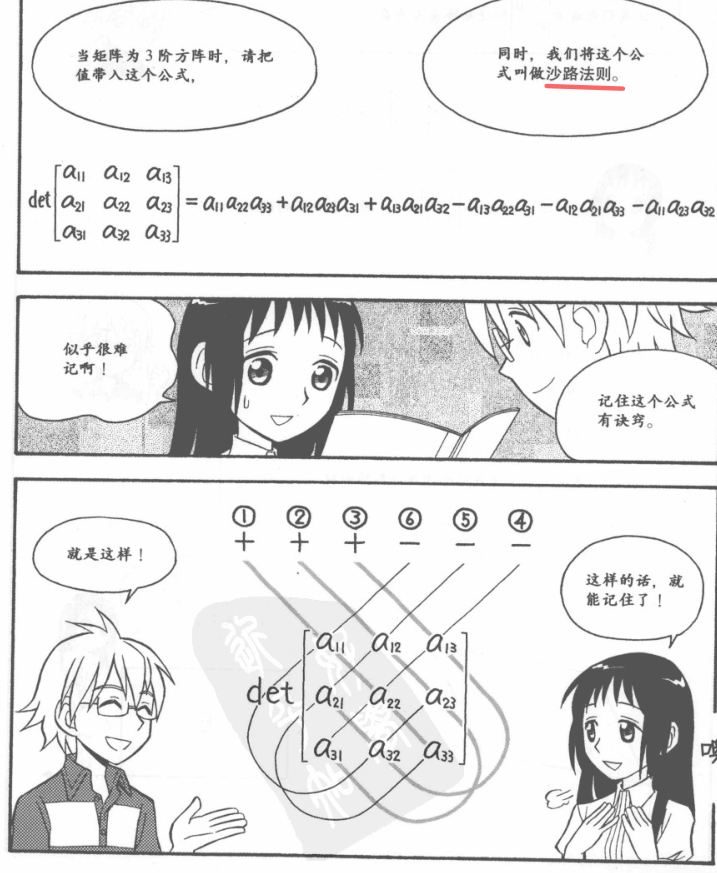 当矩阵为 3 阶方阵时，请把
值带入这个公式，
同时，我们将这个公
式叫做沙路法则。
det [a₁₁ a₁₂ a₁₃
a₂₁ a₂₂ a₂₃
a₃₁ a₃₂ a₃₃] = a₁₁a₂₂a₃₃ + a₁₂a₂₃a₃₁ + a₁₃a₂₁a₃₂ − a₁₃a₂₂a₃₁ − a₁₂a₂₁a₃₃ − a₁₁a₂₃a₃₂
似乎很难
记啊！
记住这个公式
有诀窍。
就是这样！
① ② ③ ⑥ ⑤ ④
+ + + − − −
det [a₁₁ a₁₂ a₁₃
a₂₁ a₂₂ a₂₃
a₃₁ a₃₂ a₃₃]
这样的话，就
能记住了！